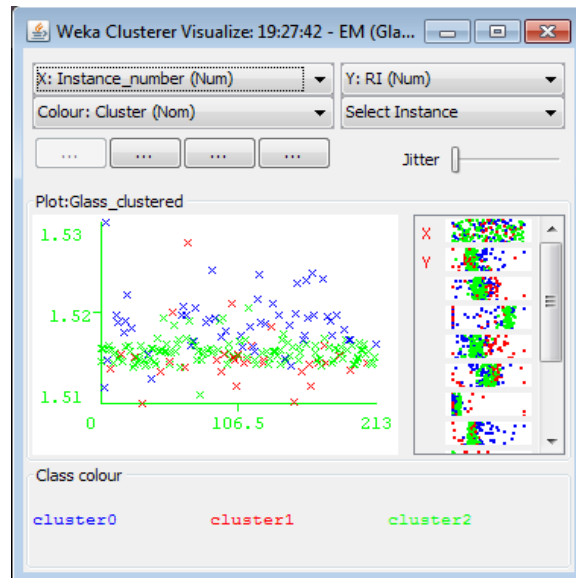 Weka Clusterer Visualize: 19:27:42 - EM (Gla...
X: Instance_number (Num)
Y: RI (Num)
Colour: Cluster (Nom)
Select Instance
... ... ... ...
Jitter
Plot:Glass_clustered
1.53
1.52
1.51
0 106.5 213
X
Y
Class colour
cluster0 cluster1 cluster2